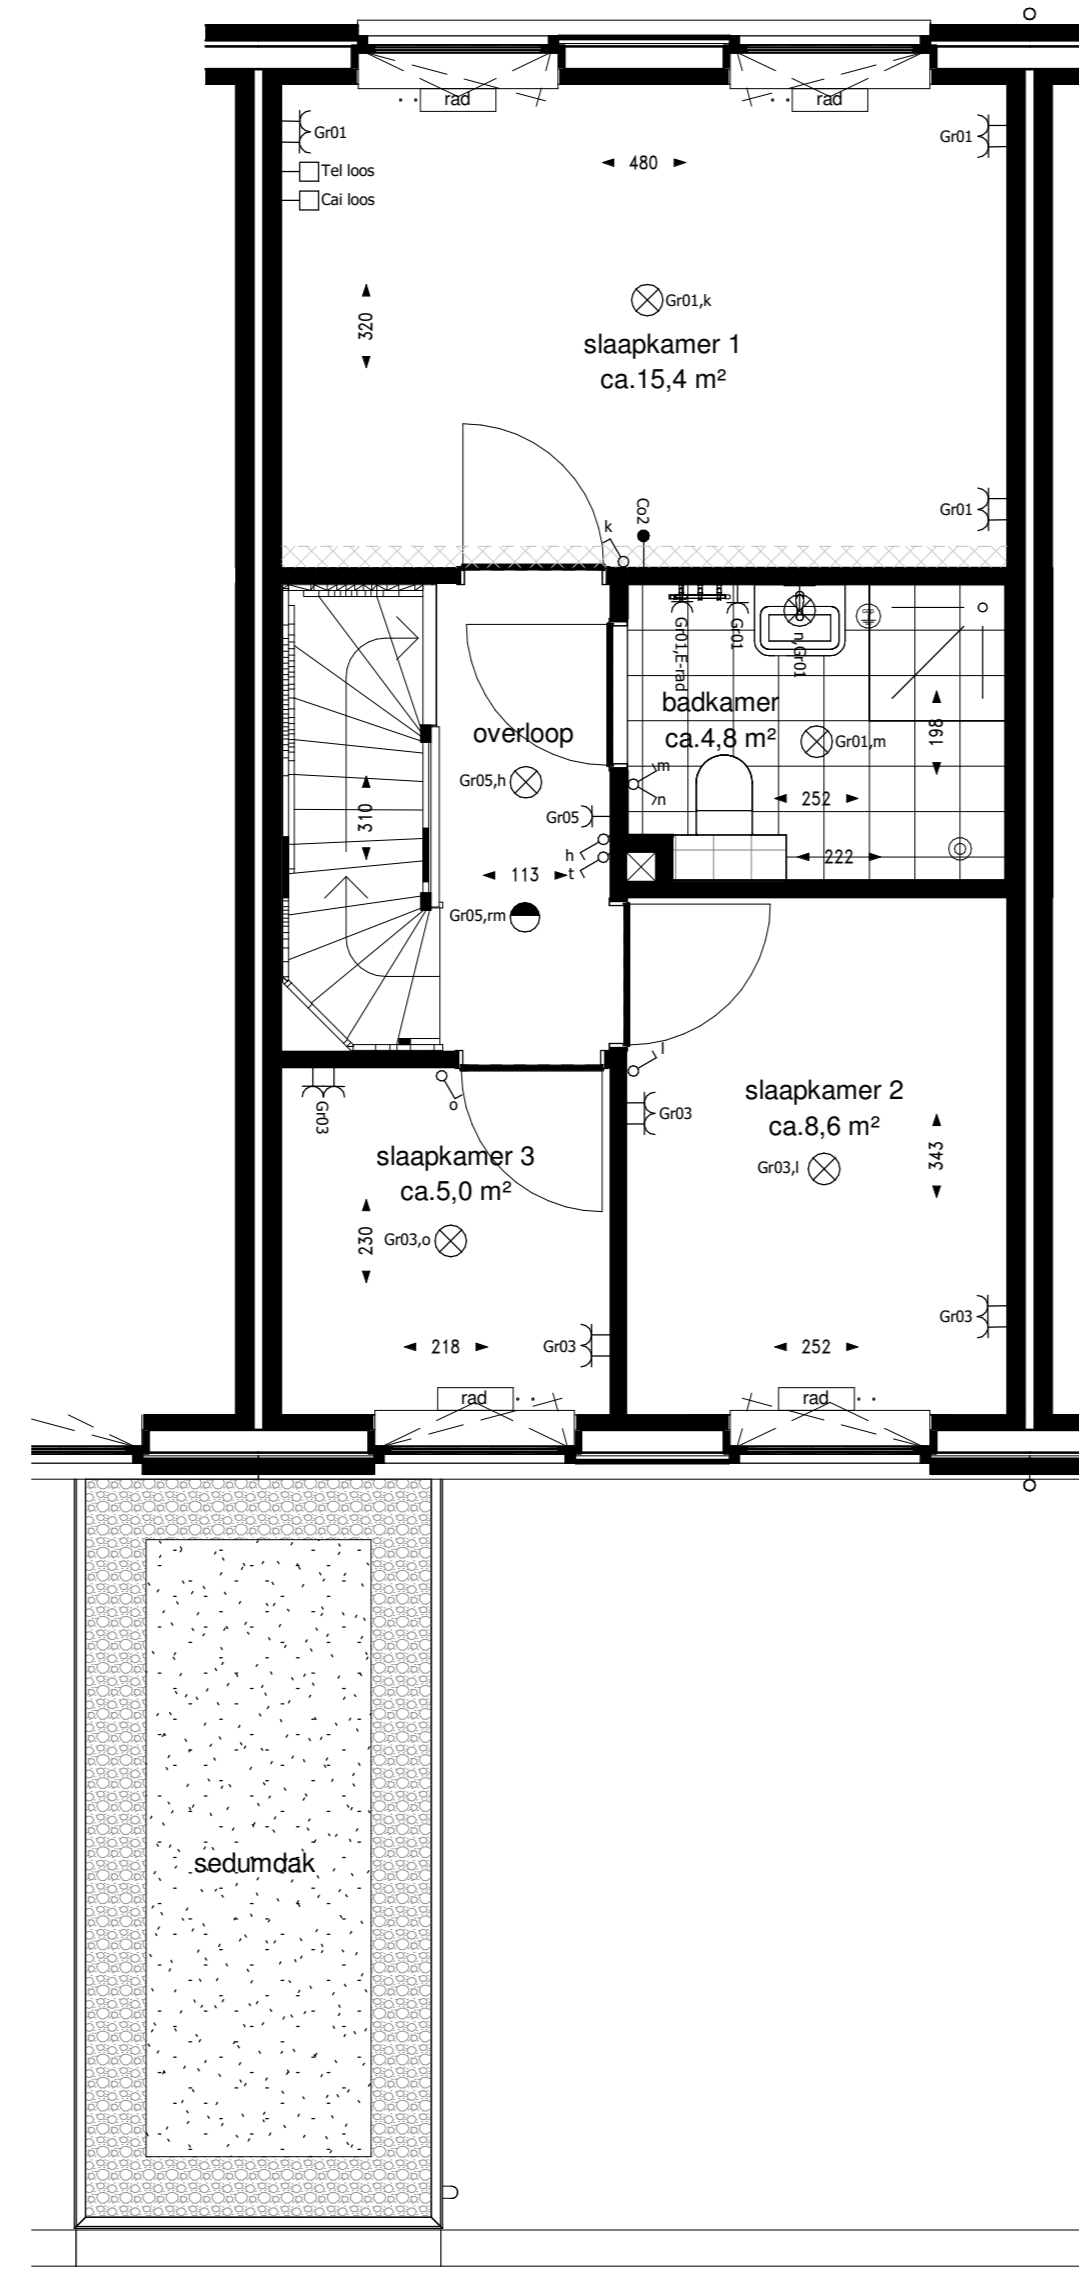 rad
rad
Gr01
Gr01
Tel loos
Cai loos
480
320
Gr01,k
slaapkamer 1
ca.15,4 m²
Gr01
k
Co2
Gr01,E-rad
Gr01
n,Gr01
badkamer
ca.4,8 m²
Gr01,m
198
overloop
Gr05,h
m
n
252
310
Gr05
h
t
222
113
Gr05,rm
l
o
Gr03
Gr03
slaapkamer 2
ca.8,6 m²
Gr03,l
343
slaapkamer 3
ca.5,0 m²
230
Gr03,o
Gr03
218
Gr03
252
rad
rad
sedumdak